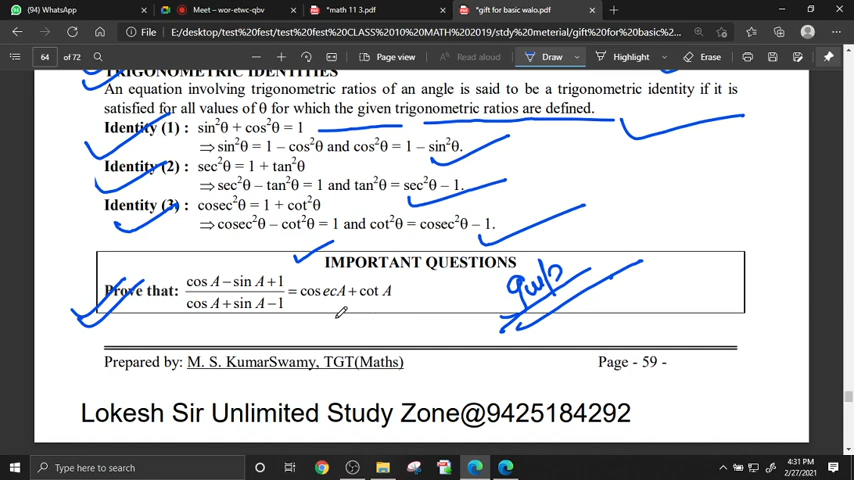 (94) WhatsApp
Meet – wor-etwc-qbv
math 11 3.pdf
*gift for basic walo.pdf
File | E:/desktop/test%20fest/test%20fest%20CLASS%2010%20MATH%202019/stdy%20meterial/gift%20for%20basic%...
64 of 72
Page view
Read aloud
Draw
Highlight
Erase
TRIGONOMETRIC IDENTITIES
An equation involving trigonometric ratios of an angle is said to be a trigonometric identity if it is
satisfied for all values of θ for which the given trigonometric ratios are defined.
Identity (1) : sin²θ + cos²θ = 1
⇒ sin²θ = 1 – cos²θ and cos²θ = 1 – sin²θ.
Identity (2) : sec²θ = 1 + tan²θ
⇒ sec²θ – tan²θ = 1 and tan²θ = sec²θ – 1.
Identity (3) : cosec²θ = 1 + cot²θ
⇒ cosec²θ – cot²θ = 1 and cot²θ = cosec²θ – 1.
IMPORTANT QUESTIONS
Prove that: (cos A – sin A + 1)/(cos A + sin A – 1) = cos ecA + cot A
Prepared by: M. S. KumarSwamy, TGT(Maths)
Page - 59 -
Lokesh Sir Unlimited Study Zone@9425184292
Type here to search
4:31 PM
2/27/2021